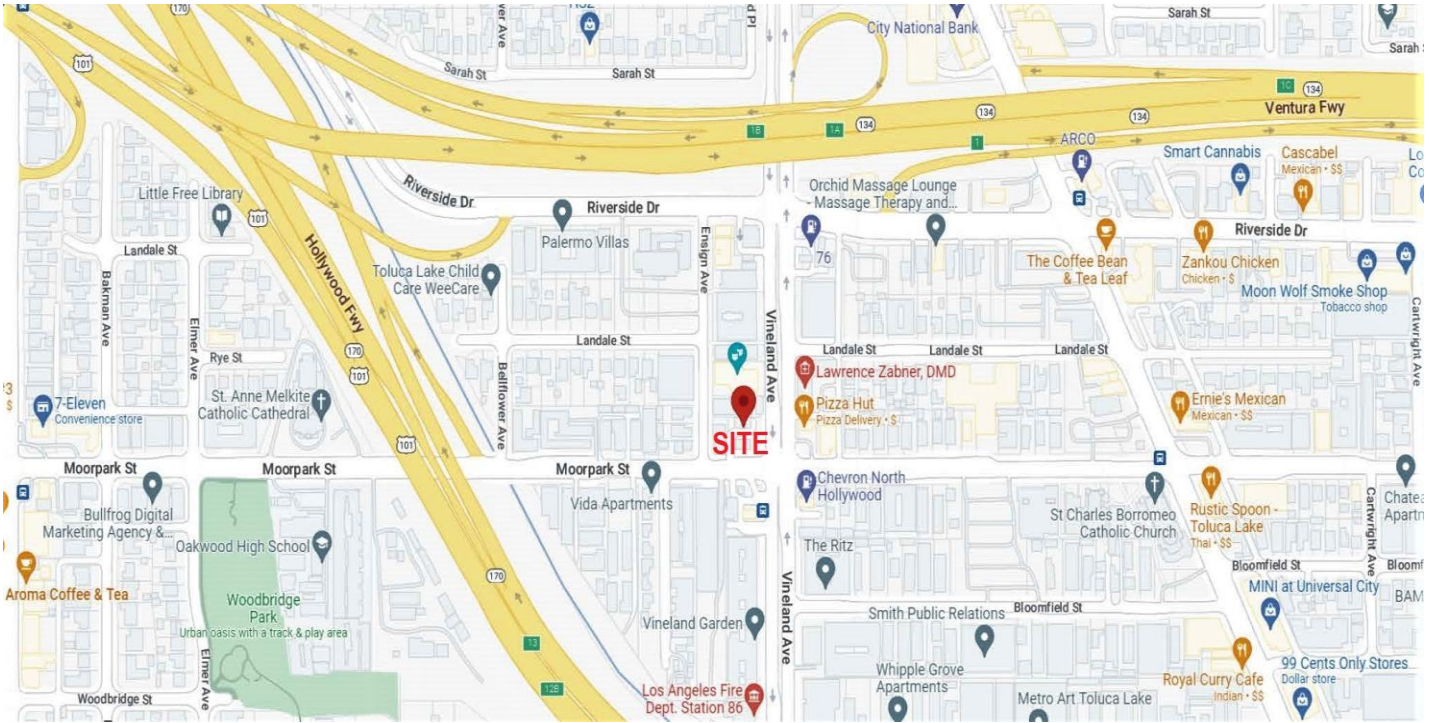 170
Sarah St
City National Bank
101
Sarah St
Sarah St
1C
134
Ventura Fwy
134
134
134
1B
1A
1
ARCO
Smart Cannabis
Cascabel
Mexican • $$
Little Free Library
Riverside Dr
Riverside Dr
Orchid Massage Lounge
- Massage Therapy and...
101
Palermo Villas
Ensign Ave
76
Riverside Dr
The Coffee Bean
& Tea Leaf
Zankou Chicken
Chicken • $
Moon Wolf Smoke Shop
Tobacco shop
Landale St
Toluca Lake Child
Care WeeCare
Hollywood Fwy
Bakman Ave
Elmer Ave
Vineland Ave
Cartwright Ave
Landale St
Landale St
Landale St
Landale St
Rye St
170
101
Bellflower Ave
Lawrence Zabner, DMD
St. Anne Melkite
Catholic Cathedral
7-Eleven
Convenience store
Pizza Hut
Pizza Delivery • $
Ernie's Mexican
Mexican • $$
SITE
101
Moorpark St
Moorpark St
Moorpark St
Chevron North
Hollywood
Vida Apartments
Bullfrog Digital
Marketing Agency &...
St Charles Borromeo
Catholic Church
Rustic Spoon -
Toluca Lake
Thai • $$
Cartwright Ave
Oakwood High School
The Ritz
170
Bloomfield St
Aroma Coffee & Tea
Woodbridge
Park
Urban oasis with a track & play area
Vineland Ave
Bloomfield St
MINI at Universal City
BAM
Vineland Garden
Smith Public Relations
13
Elmer Ave
Whipple Grove
Apartments
Royal Curry Cafe
Indian • $$
99 Cents Only Stores
Dollar store
12B
Los Angeles Fire
Dept. Station 86
Woodbridge St
Metro Art Toluca Lake